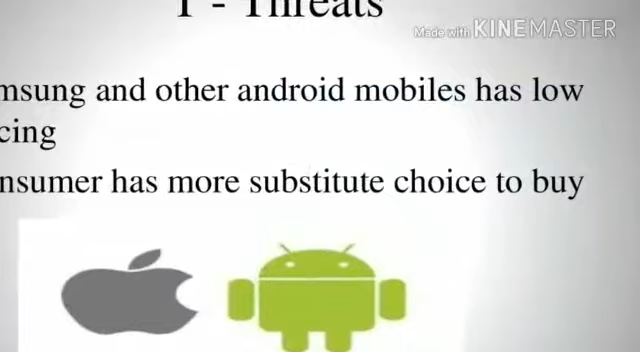 T - Threats
Made with KINEMASTER
msung and other android mobiles has low
cing
nsumer has more substitute choice to buy